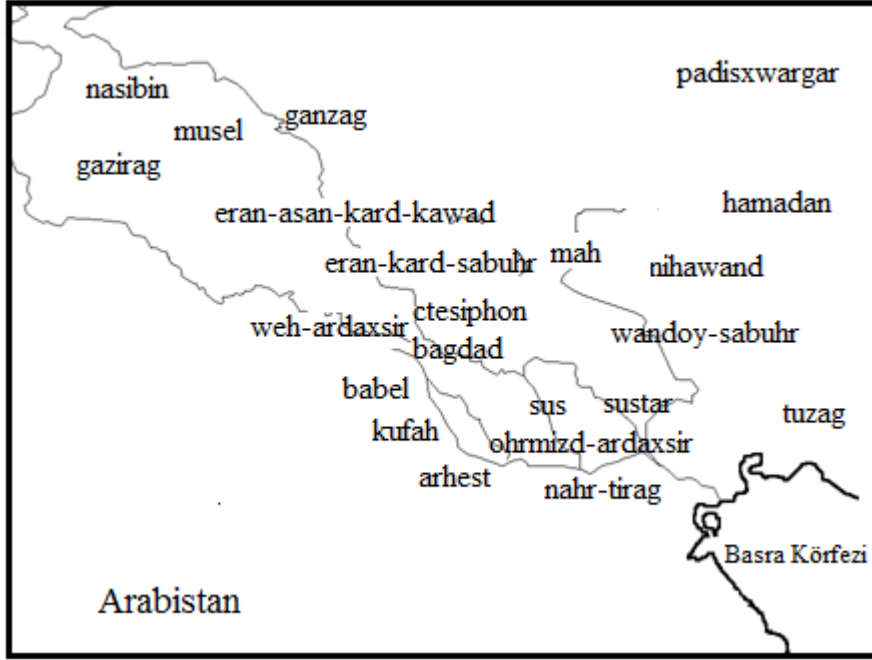 padisxwargar
nasibin
ganzag
musel
gazirag
hamadan
eran-asan-kard-kawad
mah
eran-kard-sabuhr
nihawand
ctesiphon
weh-ardaxsir
wandoy-sabuhr
bagdad
babel
sus
sustar
tuzag
kufah
ohrmizd-ardaxsir
arhest
nahr-tirag
Basra Körfezi
Arabistan